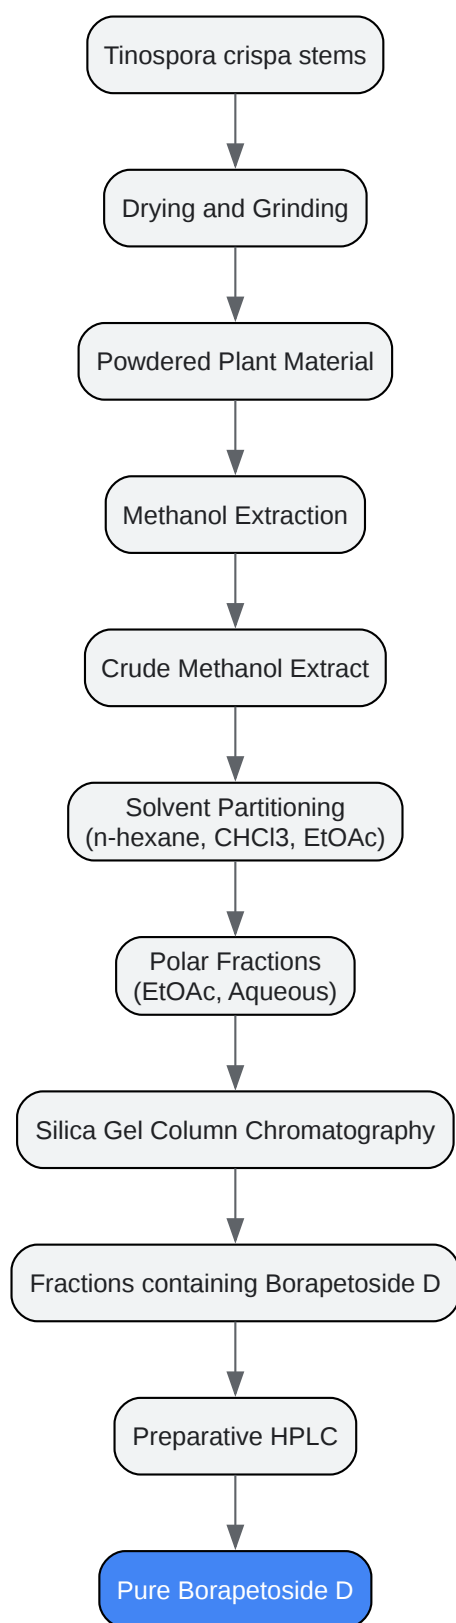 Tinospora crispa stems
Drying and Grinding
Powdered Plant Material
Methanol Extraction
Crude Methanol Extract
Solvent Partitioning
(n-hexane, CHCl3, EtOAc)
Polar Fractions
(EtOAc, Aqueous)
Silica Gel Column Chromatography
Fractions containing Borapetoside D
Preparative HPLC
Pure Borapetoside D